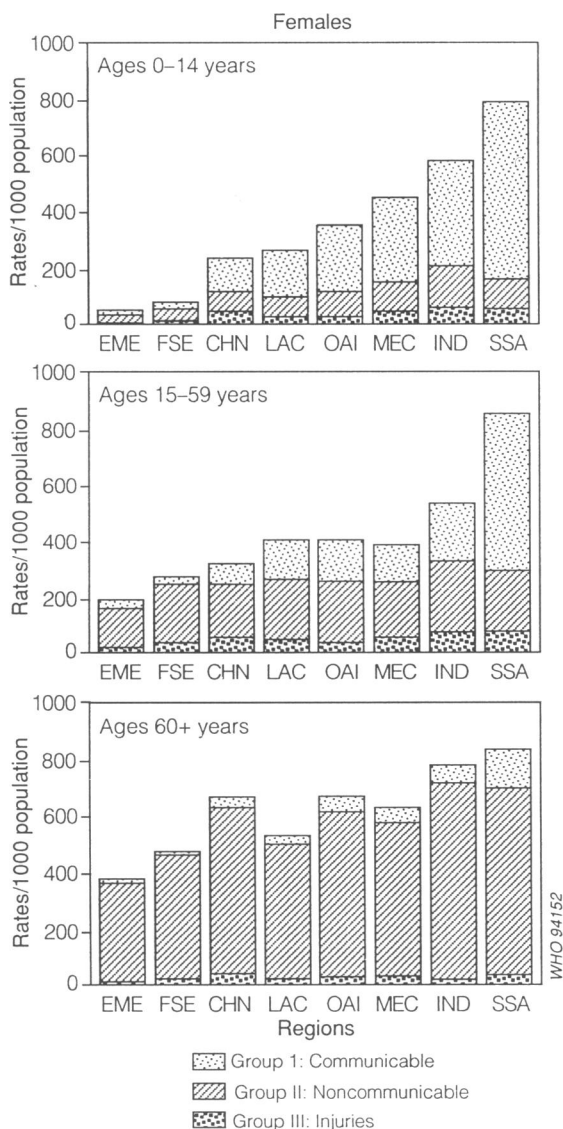 Females
1000
Ages 0–14 years
800
600
400
200
0
Rates/1000 population
EME FSE CHN LAC OAI MEC IND SSA
1000
Ages 15–59 years
800
600
400
200
0
Rates/1000 population
EME FSE CHN LAC OAI MEC IND SSA
1000
Ages 60+ years
800
600
400
200
0
Rates/1000 population
EME FSE CHN LAC OAI MEC IND SSA
Regions
WHO 94152
Group 1: Communicable
Group II: Noncommunicable
Group III: Injuries